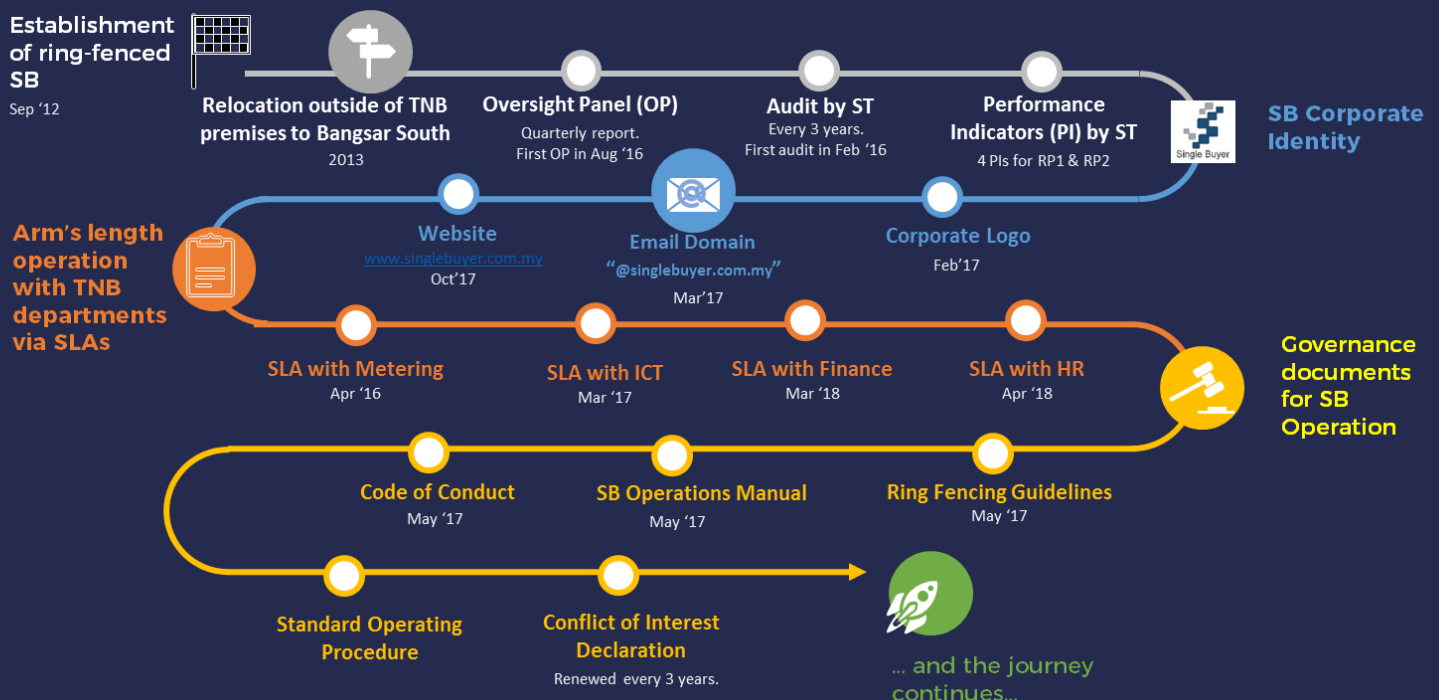 Establishment
of ring-fenced
SB
Sep ‘12
Relocation outside of TNB
premises to Bangsar South
2013
Oversight Panel (OP)
Quarterly report.
First OP in Aug ‘16
Audit by ST
Every 3 years.
First audit in Feb ‘16
Performance
Indicators (PI) by ST
4 PIs for RP1 & RP2
Single Buyer
SB Corporate
Identity
Website
www.singlebuyer.com.my
Oct’17
Email Domain
“@singlebuyer.com.my”
Mar’17
Corporate Logo
Feb’17
Arm’s length
operation
with TNB
departments
via SLAs
SLA with Metering
Apr ‘16
SLA with ICT
Mar ‘17
SLA with Finance
Mar ‘18
SLA with HR
Apr ‘18
Governance
documents
for SB
Operation
Code of Conduct
May ‘17
SB Operations Manual
May ‘17
Ring Fencing Guidelines
May ‘17
Standard Operating
Procedure
Conflict of Interest
Declaration
Renewed every 3 years.
... and the journey
continues...